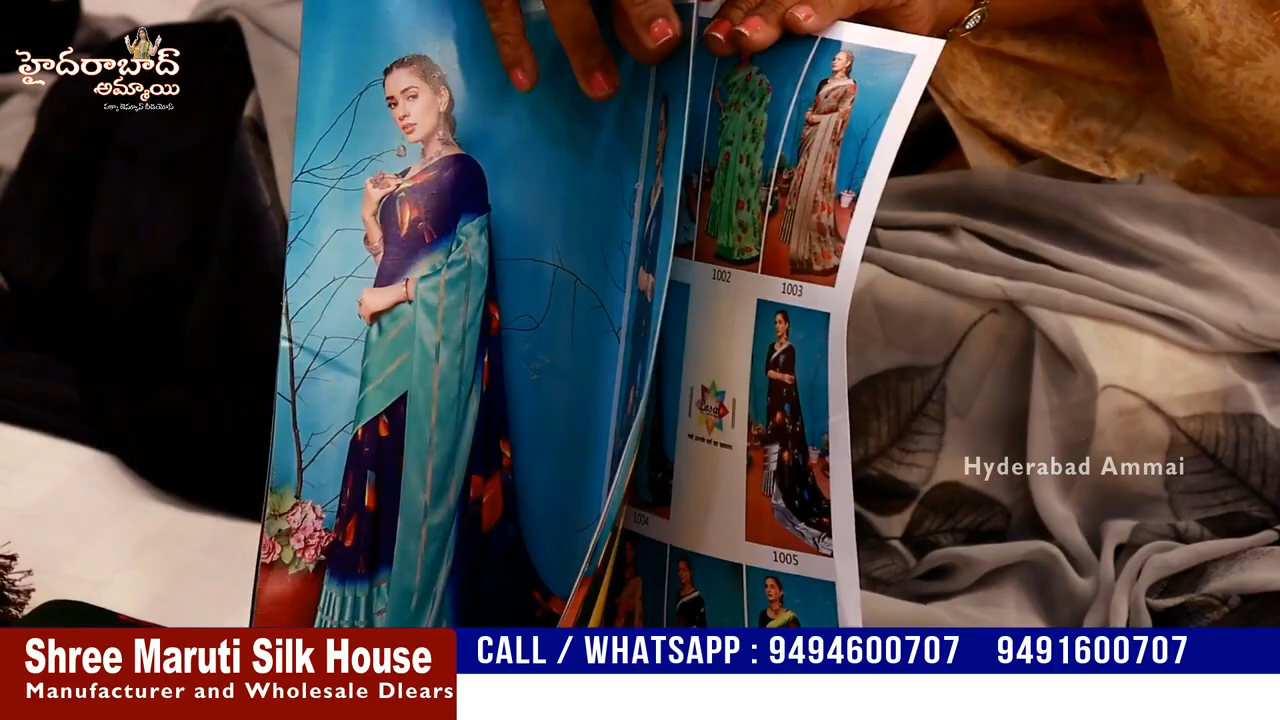 హైదరాబాద్
అమ్మాయి
1002
1003
1004
1005
Hyderabad Ammai
Shree Maruti Silk House
Manufacturer and Wholesale Dlears
CALL / WHATSAPP : 9494600707 9491600707